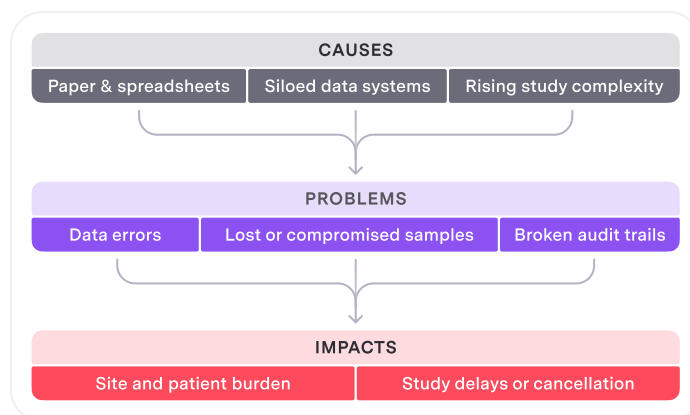 CAUSES
Paper & spreadsheets
Siloed data systems
Rising study complexity
PROBLEMS
Data errors
Lost or compromised samples
Broken audit trails
IMPACTS
Site and patient burden
Study delays or cancellation